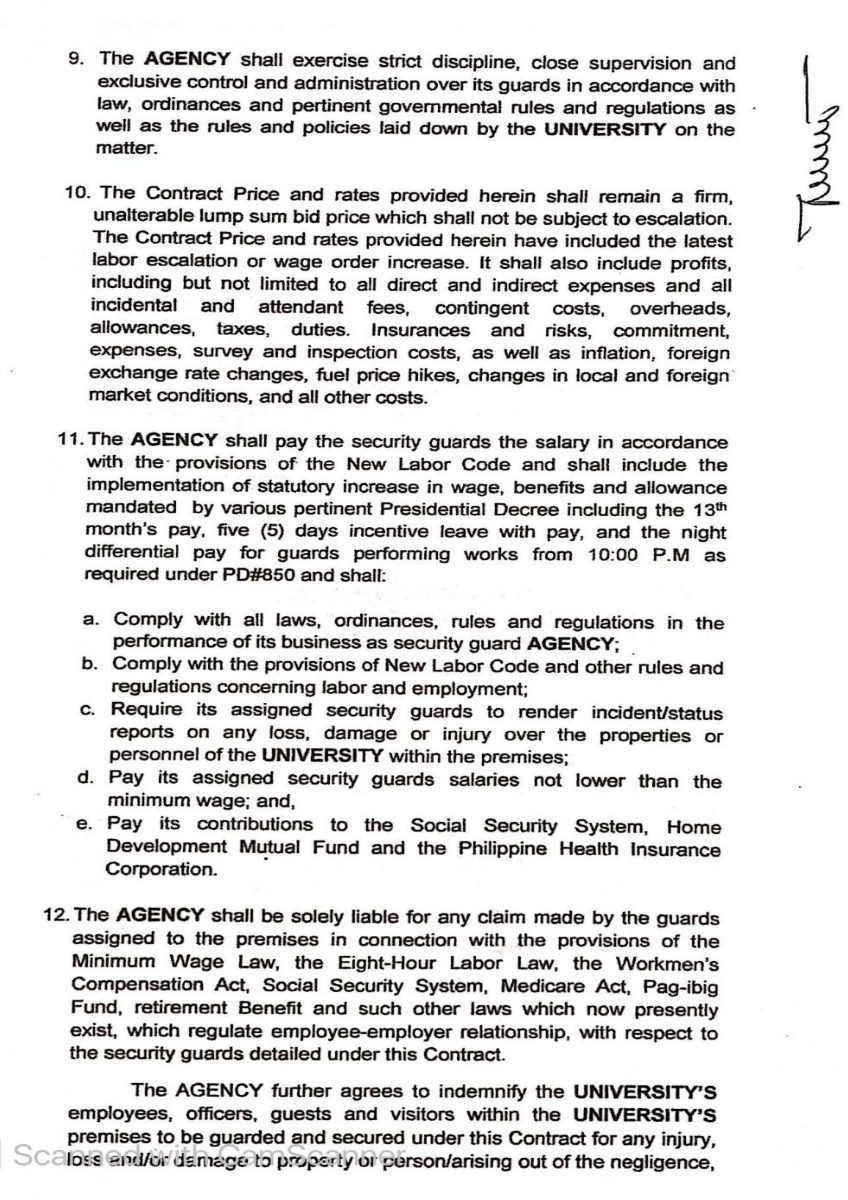 9. The AGENCY shall exercise strict discipline, close supervision and
exclusive control and administration over its guards in accordance with
law, ordinances and pertinent governmental rules and regulations as
well as the rules and policies laid down by the UNIVERSITY on the
matter.
10. The Contract Price and rates provided herein shall remain a firm,
unalterable lump sum bid price which shall not be subject to escalation.
The Contract Price and rates provided herein have included the latest
labor escalation or wage order increase. It shall also include profits,
including but not limited to all direct and indirect expenses and all
incidental and attendant fees, contingent costs, overheads,
allowances, taxes, duties. Insurances and risks, commitment,
expenses, survey and inspection costs, as well as inflation, foreign
exchange rate changes, fuel price hikes, changes in local and foreign
market conditions, and all other costs.
11. The AGENCY shall pay the security guards the salary in accordance
with the provisions of the New Labor Code and shall include the
implementation of statutory increase in wage, benefits and allowance
mandated by various pertinent Presidential Decree including the 13th
month's pay, five (5) days incentive leave with pay, and the night
differential pay for guards performing works from 10:00 P.M as
required under PD#850 and shall:
a. Comply with all laws, ordinances, rules and regulations in the
performance of its business as security guard AGENCY;
b. Comply with the provisions of New Labor Code and other rules and
regulations concerning labor and employment;
c. Require its assigned security guards to render incident/status
reports on any loss, damage or injury over the properties or
personnel of the UNIVERSITY within the premises;
d. Pay its assigned security guards salaries not lower than the
minimum wage; and,
e. Pay its contributions to the Social Security System, Home
Development Mutual Fund and the Philippine Health Insurance
Corporation.
12. The AGENCY shall be solely liable for any claim made by the guards
assigned to the premises in connection with the provisions of the
Minimum Wage Law, the Eight-Hour Labor Law, the Workmen's
Compensation Act, Social Security System, Medicare Act, Pag-ibig
Fund, retirement Benefit and such other laws which now presently
exist, which regulate employee-employer relationship, with respect to
the security guards detailed under this Contract.
The AGENCY further agrees to indemnify the UNIVERSITY'S
employees, officers, guests and visitors within the UNIVERSITY'S
premises to be guarded and secured under this Contract for any injury,
loss and/or damage to property or person/arising out of the negligence,
Scanned with CamScanner